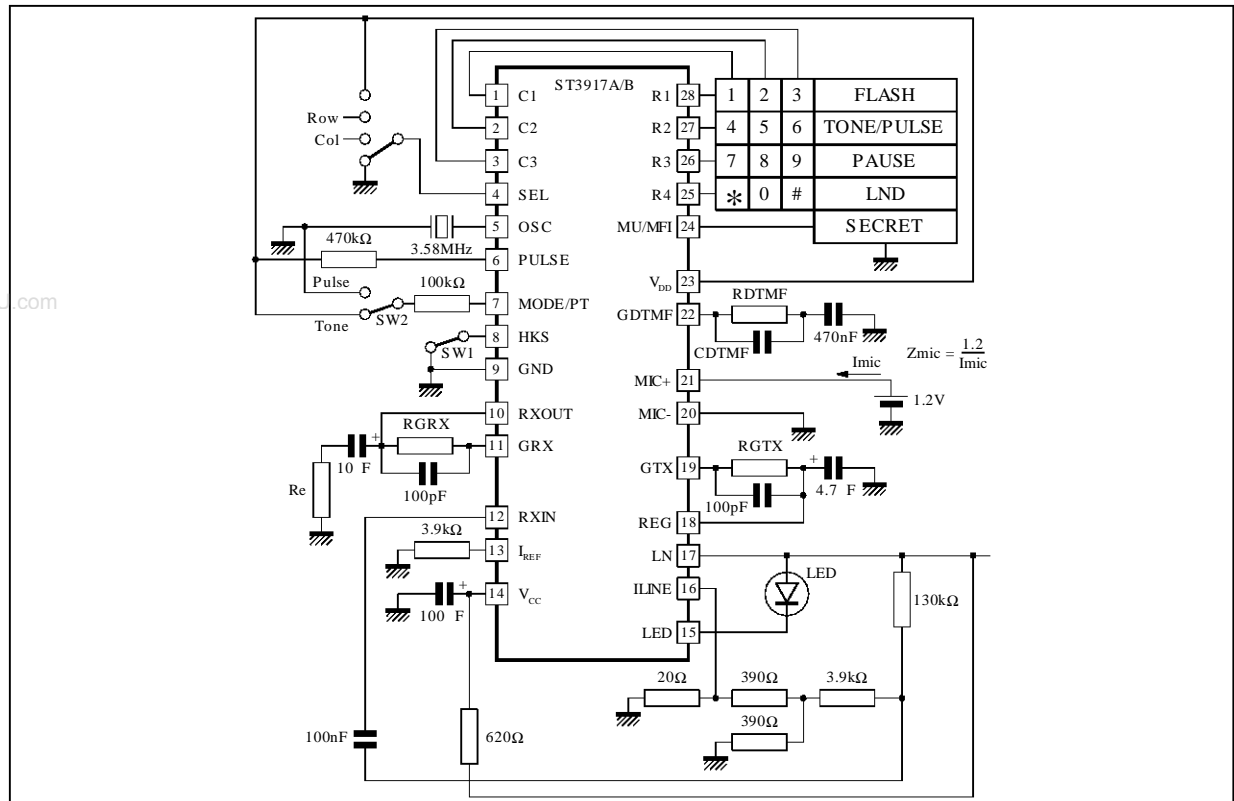 ST3917A/B
1 C1
2 C2
3 C3
4 SEL
5 OSC
6 PULSE
7 MODE/PT
8 HKS
9 GND
10 RXOUT
11 GRX
12 RXIN
13 IREF
14 VCC
R1 28
R2 27
R3 26
R4 25
MU/MFI 24
VDD 23
GDTMF 22
MIC+ 21
MIC- 20
GTX 19
REG 18
LN 17
ILINE 16
LED 15
1 2 3 FLASH
4 5 6 TONE/PULSE
7 8 9 PAUSE
* 0 # LND
SECRET
Row
Col
3.58MHz
470kΩ
Pulse
100kΩ
Tone
SW2
SW1
RGRX
+
10 F
100pF
Re
3.9kΩ
+
100 F
100nF
620Ω
RDTMF
CDTMF
470nF
Imic
Zmic = 1.2
Imic
1.2V
RGTX
+
100pF
4.7 F
LED
130kΩ
20Ω
390Ω
3.9kΩ
390Ω
.com